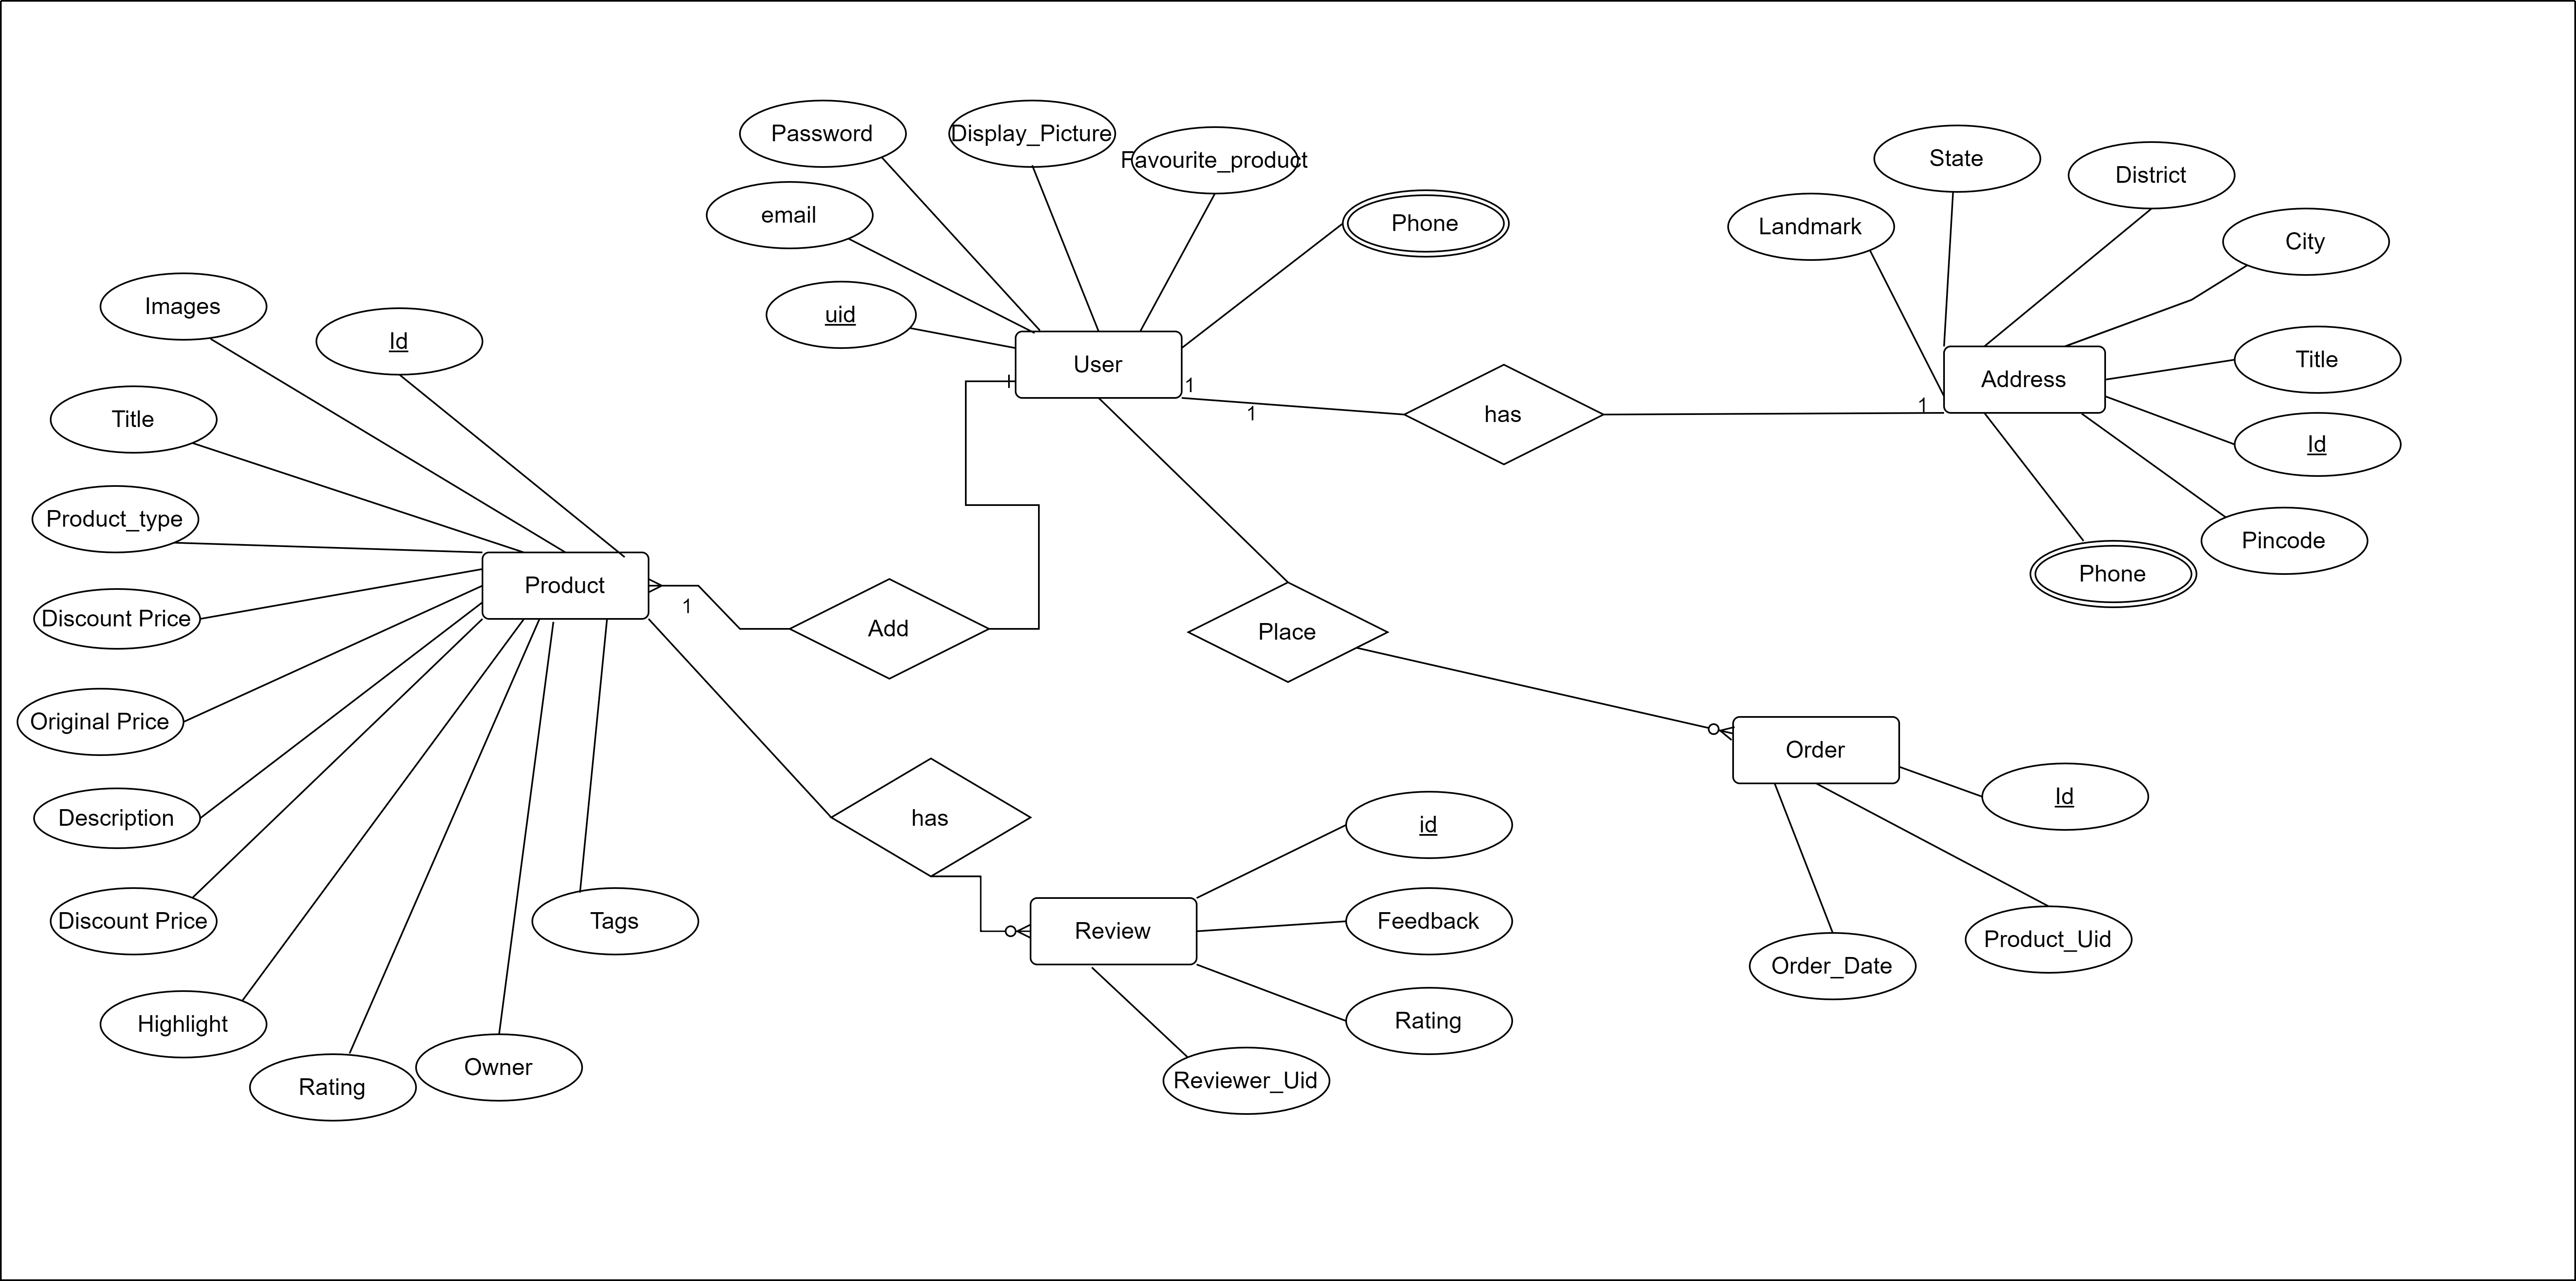 Password
Display_Picture
Favourite_product
email
Phone
uid
User
State
District
Landmark
City
Title
Address
Id
Pincode
Phone
1
1
has
1
Images
Id
Title
Product_type
Product
Discount Price
1
Add
Place
Original Price
Description
Discount Price
Highlight
Rating
Owner
Tags
has
Review
id
Feedback
Rating
Reviewer_Uid
Order
Id
Product_Uid
Order_Date